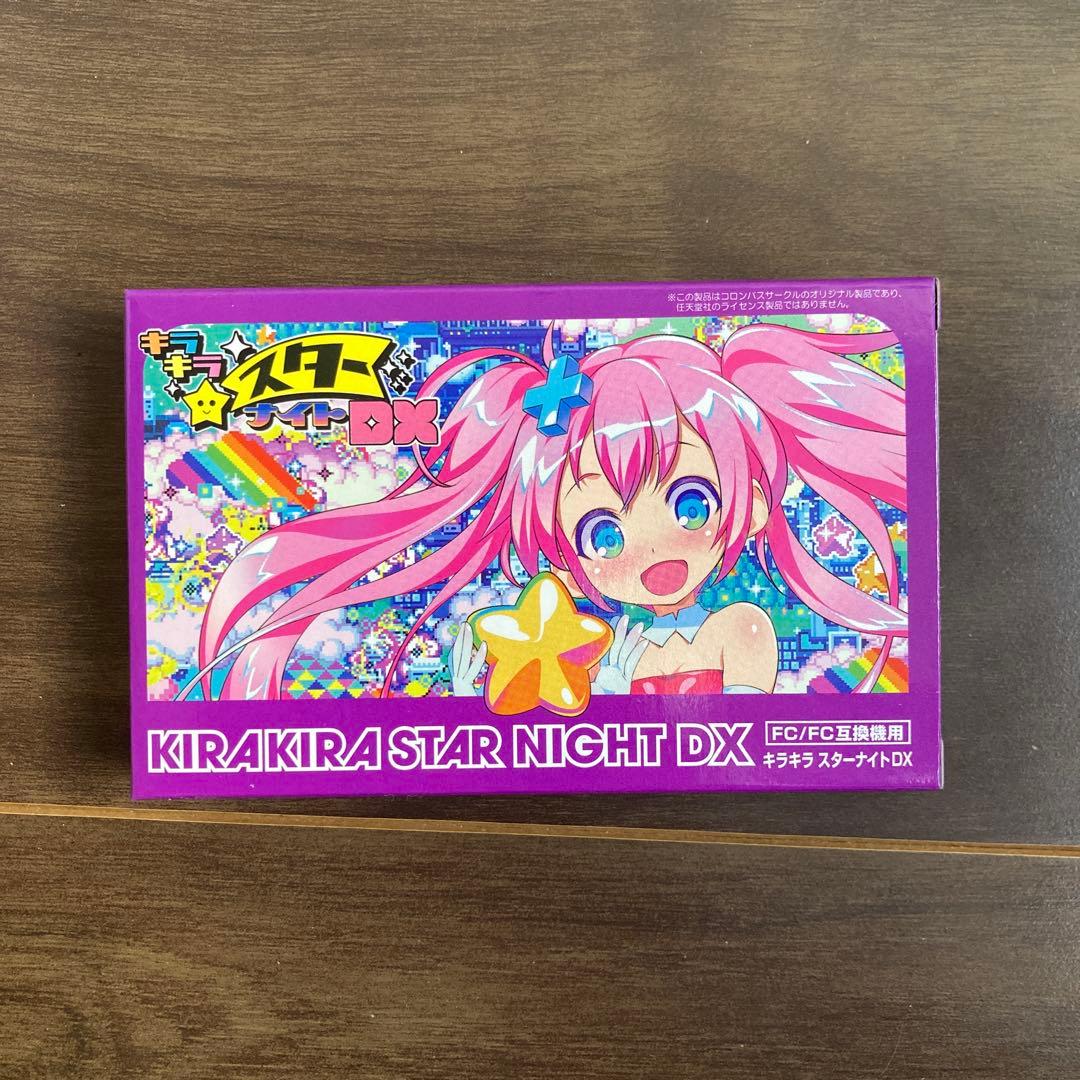 ※この製品はコロンバスサークルのオリジナル製品であり、
任天堂社のライセンス製品ではありません。
キラ
キラ
スター
ナイトDX
KIRAKIRA STAR NIGHT DX
FC/FC互換機用
キラキラ スターナイトDX